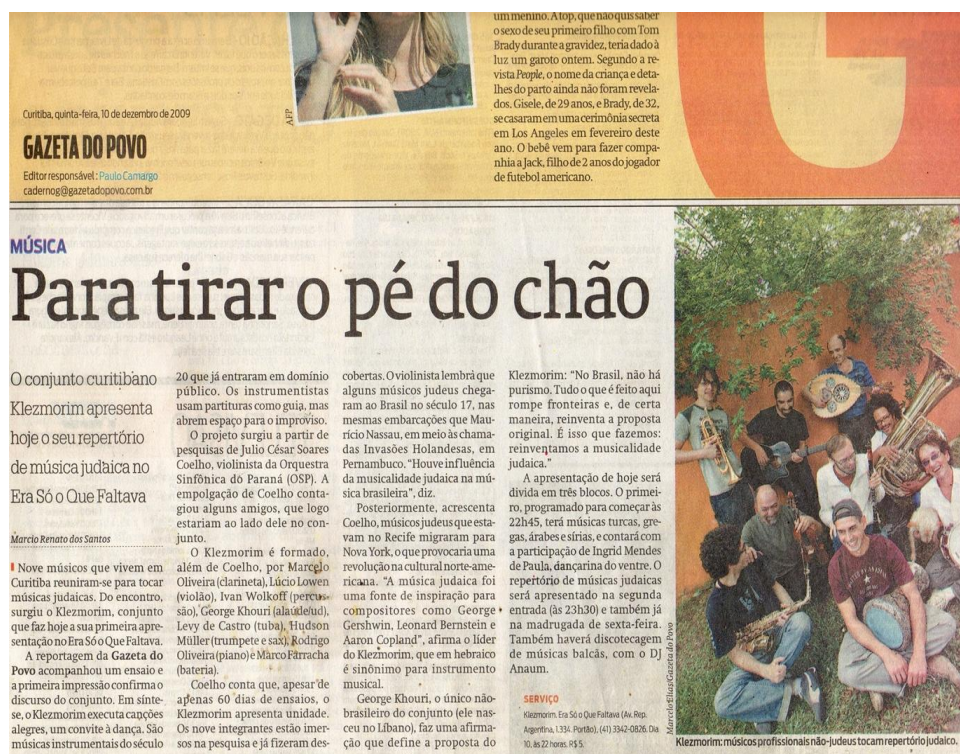 um menino. A top, que não quis saber
o sexo de seu primeiro filho com Tom
Brady durante a gravidez, teria dado à
luz um garoto ontem. Segundo a re-
vista People, o nome da criança e deta-
lhes do parto ainda não foram revela-
dos. Gisele, de 29 anos, e Brady, de 32,
se casaram em uma cerimônia secreta
em Los Angeles em fevereiro deste
ano. O bebê vem para fazer compa-
nhia a Jack, filho de 2 anos do jogador
de futebol americano.
G
AFP
Curitiba, quinta-feira, 10 de dezembro de 2009
GAZETA DO POVO
Editor responsável: Paulo Camargo
cadernog@gazetadopovo.com.br
MÚSICA
Para tirar o pé do chão
O conjunto curitibano
Klezmorim apresenta
hoje o seu repertório
de música judaica no
Era Só o Que Faltava
Marcio Renato dos Santos
Nove músicos que vivem em
Curitiba reuniram-se para tocar
músicas judaicas. Do encontro,
surgiu o Klezmorim, conjunto
que faz hoje a sua primeira apre-
sentação no Era Só o Que Faltava.
A reportagem da Gazeta do
Povo acompanhou um ensaio e
a primeira impressão confirma o
discurso do conjunto. Em sínte-
se, o Klezmorim executa canções
alegres, um convite à dança. São
músicas instrumentais do século
20 que já entraram em domínio
público. Os instrumentistas
usam partituras como guia, mas
abrem espaço para o improviso.
O projeto surgiu a partir de
pesquisas de Julio César Soares
Coelho, violinista da Orquestra
Sinfônica do Paraná (OSP). A
empolgação de Coelho conta-
giou alguns amigos, que logo
estariam ao lado dele no con-
junto.
O Klezmorim é formado,
além de Coelho, por Marcelo
Oliveira (clarineta), Lúcio Lowen
(violão), Ivan Wolkoff (percus-
são), George Khouri (alaúde/ud),
Levy de Castro (tuba), Hudson
Müller (trumpete e sax), Rodrigo
Oliveira (piano) e Marco Farracha
(bateria).
Coelho conta que, apesar de
apenas 60 dias de ensaios, o
Klezmorim apresenta unidade.
Os nove integrantes estão imer-
sos na pesquisa e já fizeram des-
cobertas. O violinista lembra que
alguns músicos judeus chega-
ram ao Brasil no século 17, nas
mesmas embarcações que Mau-
rício Nassau, em meio às chama-
das Invasões Holandesas, em
Pernambuco. “Houve influência
da musicalidade judaica na mú-
sica brasileira”, diz.
Posteriormente, acrescenta
Coelho, músicos judeus que esta-
vam no Recife migraram para
Nova York, o que provocaria uma
revolução na cultural norte-ame-
ricana. “A música judaica foi
uma fonte de inspiração para
compositores como George
Gershwin, Leonard Bernstein e
Aaron Copland”, afirma o líder
do Klezmorim, que em hebraico
é sinônimo para instrumento
musical.
George Khouri, o único não-
brasileiro do conjunto (ele nas-
ceu no Líbano), faz uma afirma-
ção que define a proposta do
Klezmorim: “No Brasil, não há
purismo. Tudo o que é feito aqui
rompe fronteiras e, de certa
maneira, reinventa a proposta
original. É isso que fazemos:
reinventamos a musicalidade
judaica.”
A apresentação de hoje será
divida em três blocos. O primei-
ro, programado para começar às
22h45, terá músicas turcas, gre-
gas, árabes e sírias, e contará com
a participação de Ingrid Mendes
de Paula, dançarina do ventre. O
repertório de músicas judaicas
será apresentado na segunda
entrada (às 23h30) e também já
na madrugada de sexta-feira.
Também haverá discotecagem
de músicas balcãs, com o DJ
Anaum.
SERVIÇO
Klezmorim. Era Só o Que Faltava (Av. Rep.
Argentina, 1.334, Portão), (41) 3342-0826. Dia
10, às 22 horas. R$ 5.
Marcelo Elias/Gazeta do Povo
Klezmorim: músicos profissionais não-judeus tocam repertório judaico.